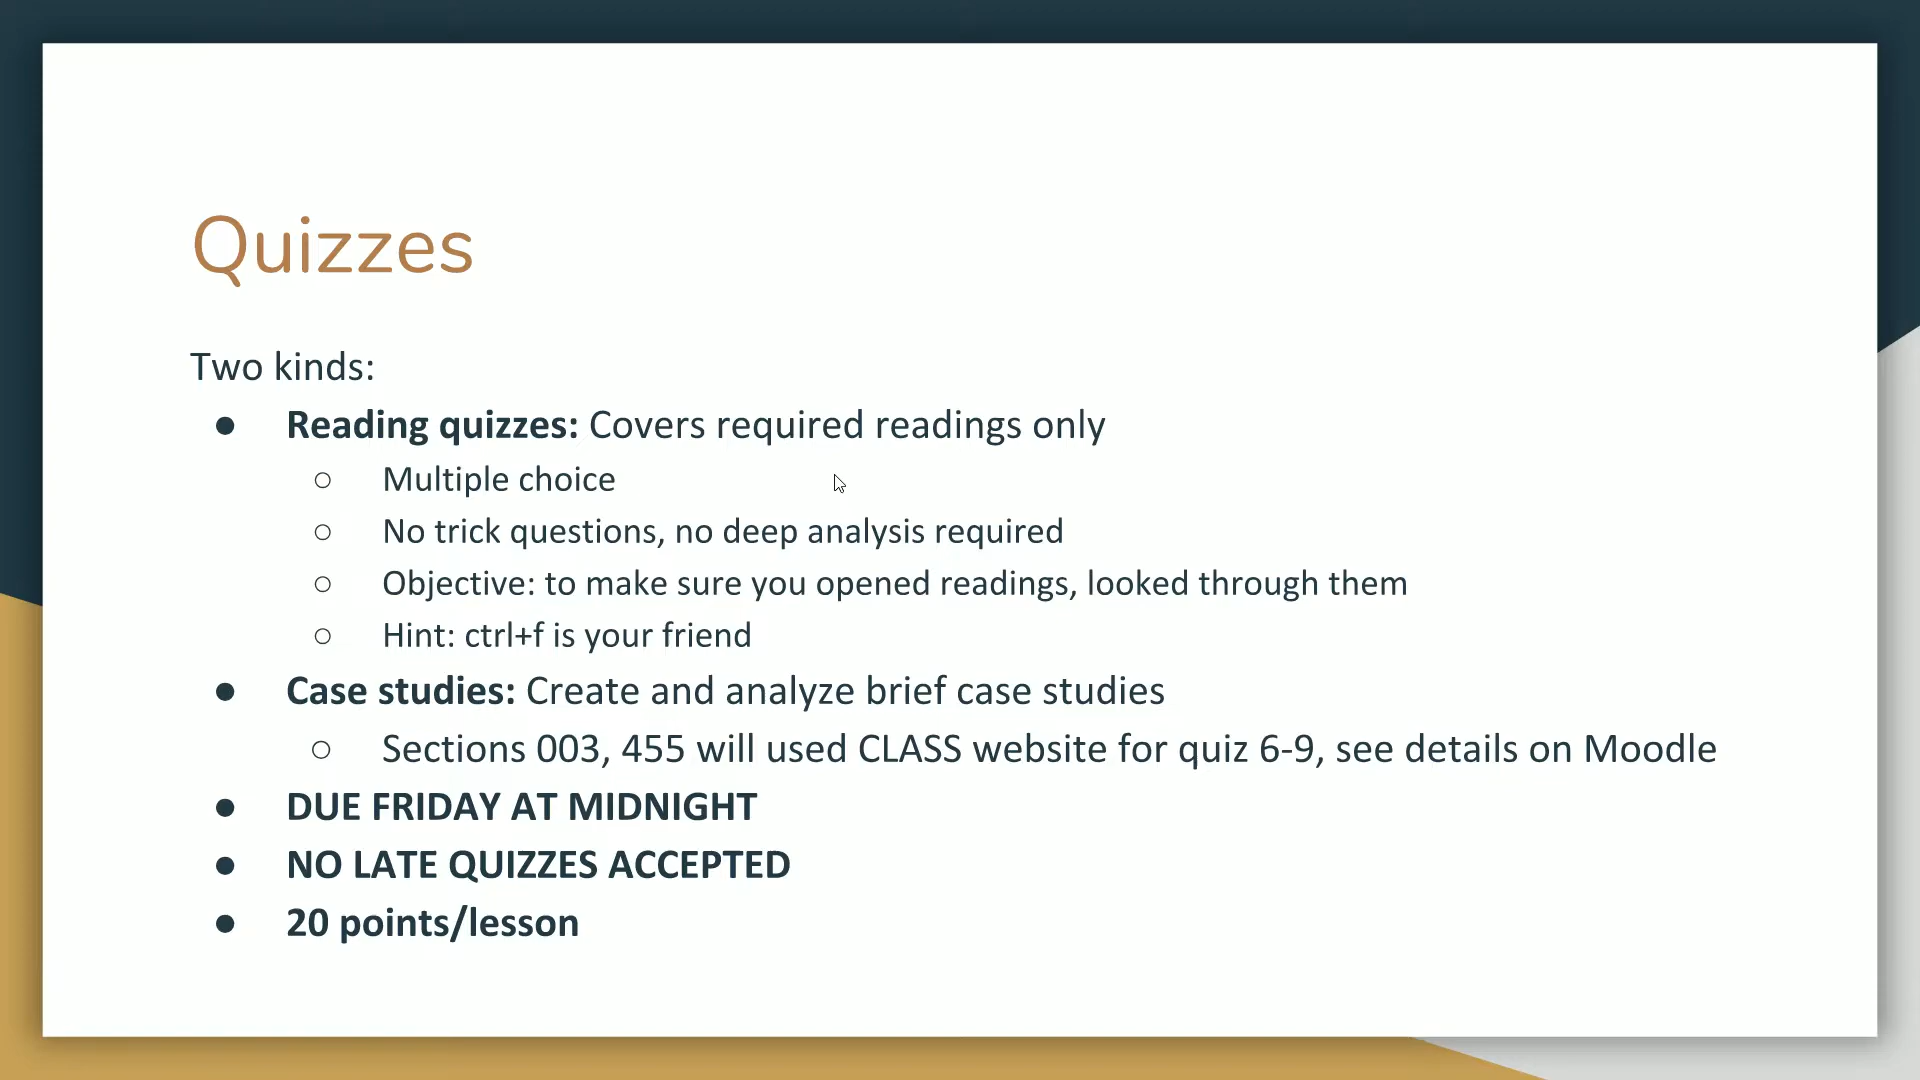 Quizzes
Two kinds:
● Reading quizzes: Covers required readings only
○ Multiple choice
○ No trick questions, no deep analysis required
○ Objective: to make sure you opened readings, looked through them
○ Hint: ctrl+f is your friend
● Case studies: Create and analyze brief case studies
○ Sections 003, 455 will used CLASS website for quiz 6-9, see details on Moodle
● DUE FRIDAY AT MIDNIGHT
● NO LATE QUIZZES ACCEPTED
● 20 points/lesson